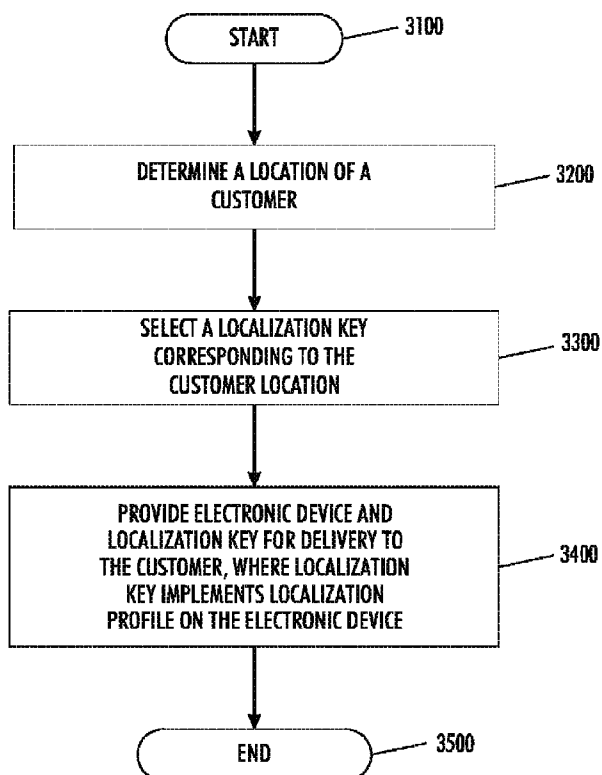 START
3100
DETERMINE A LOCATION OF A
CUSTOMER
3200
SELECT A LOCALIZATION KEY
CORRESPONDING TO THE
CUSTOMER LOCATION
3300
PROVIDE ELECTRONIC DEVICE AND
LOCALIZATION KEY FOR DELIVERY TO
THE CUSTOMER, WHERE LOCALIZATION
KEY IMPLEMENTS LOCALIZATION
PROFILE ON THE ELECTRONIC DEVICE
3400
END
3500